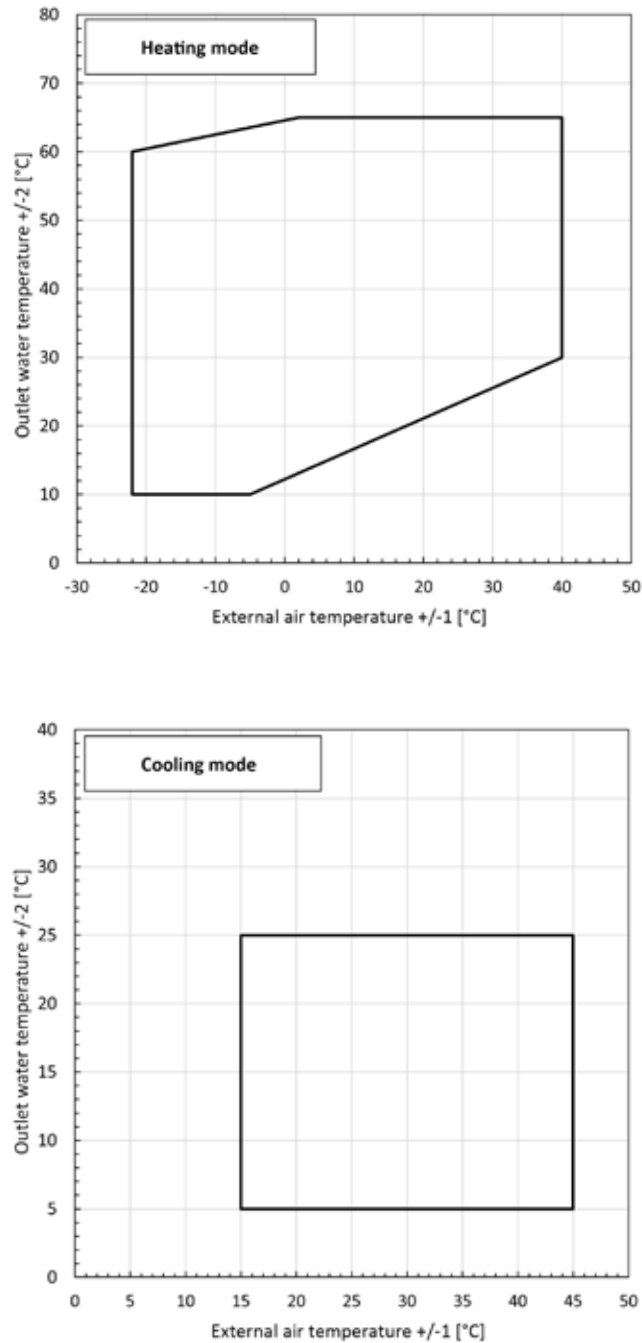 Heating mode
Outlet water temperature +/-2 [°C]
80
70
60
50
40
30
20
10
0
-30 -20 -10 0 10 20 30 40 50
External air temperature +/-1 [°C]
Cooling mode
Outlet water temperature +/-2 [°C]
40
35
30
25
20
15
10
5
0
0 5 10 15 20 25 30 35 40 45 50
External air temperature +/-1 [°C]